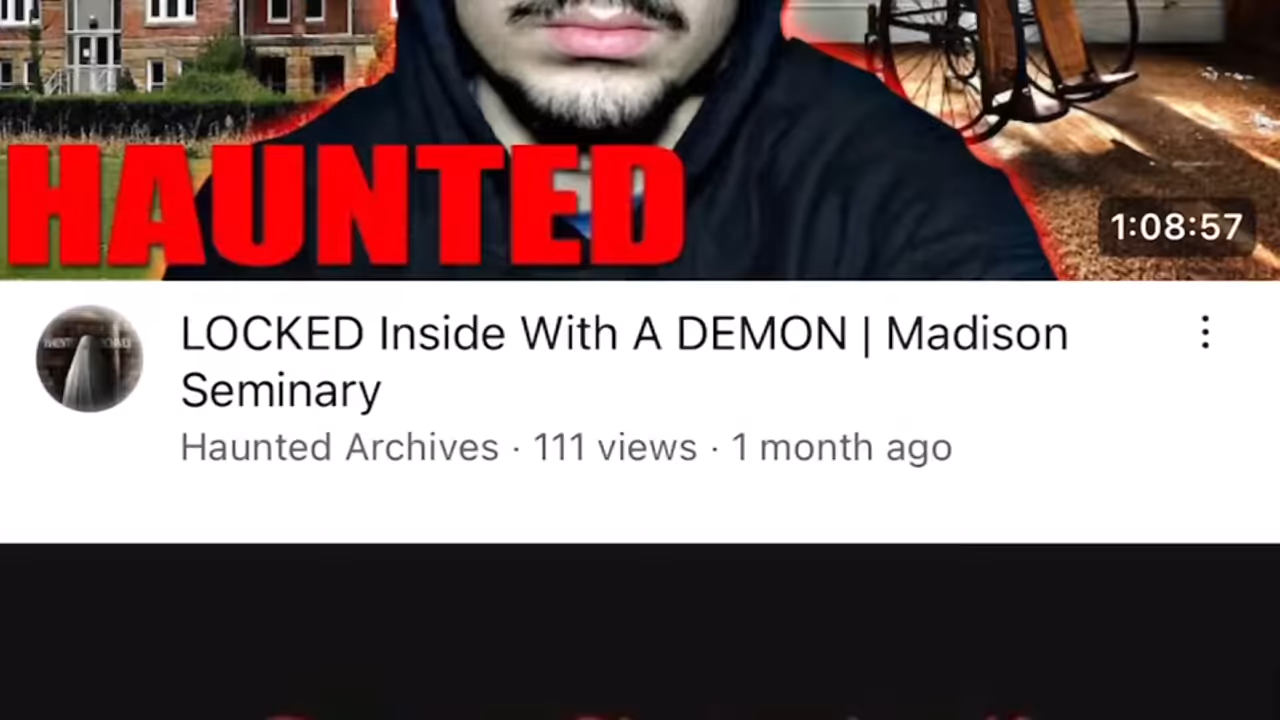 HAUNTED
1:08:57
LOCKED Inside With A DEMON | Madison
Seminary
Haunted Archives · 111 views · 1 month ago